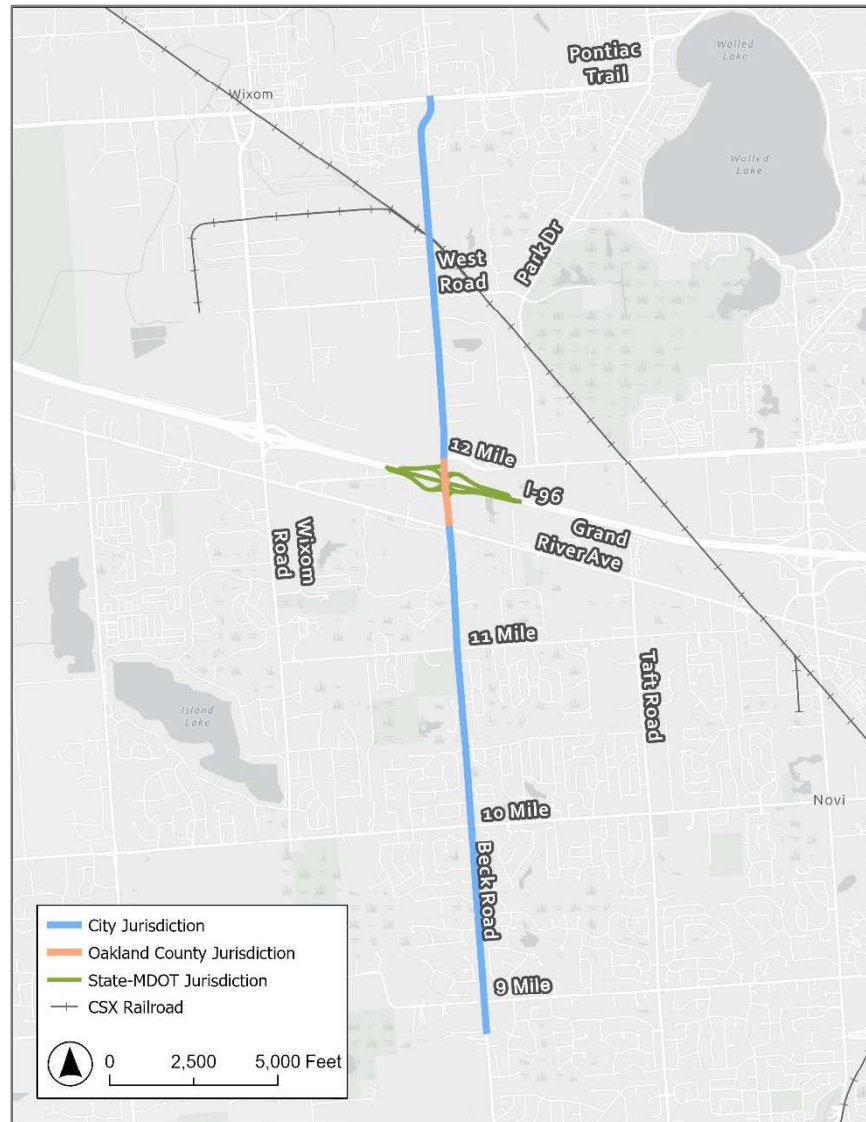 Pontiac
Trail
Walled
Lake
Wixom
Walled
Lake
Park Dr
West
Road
12 Mile
I-96
Grand
River Ave
Wixom
Road
11 Mile
Taft Road
Island
Lake
10 Mile
Novi
Beck Road
9 Mile
City Jurisdiction
Oakland County Jurisdiction
State-MDOT Jurisdiction
CSX Railroad
0 2,500 5,000 Feet